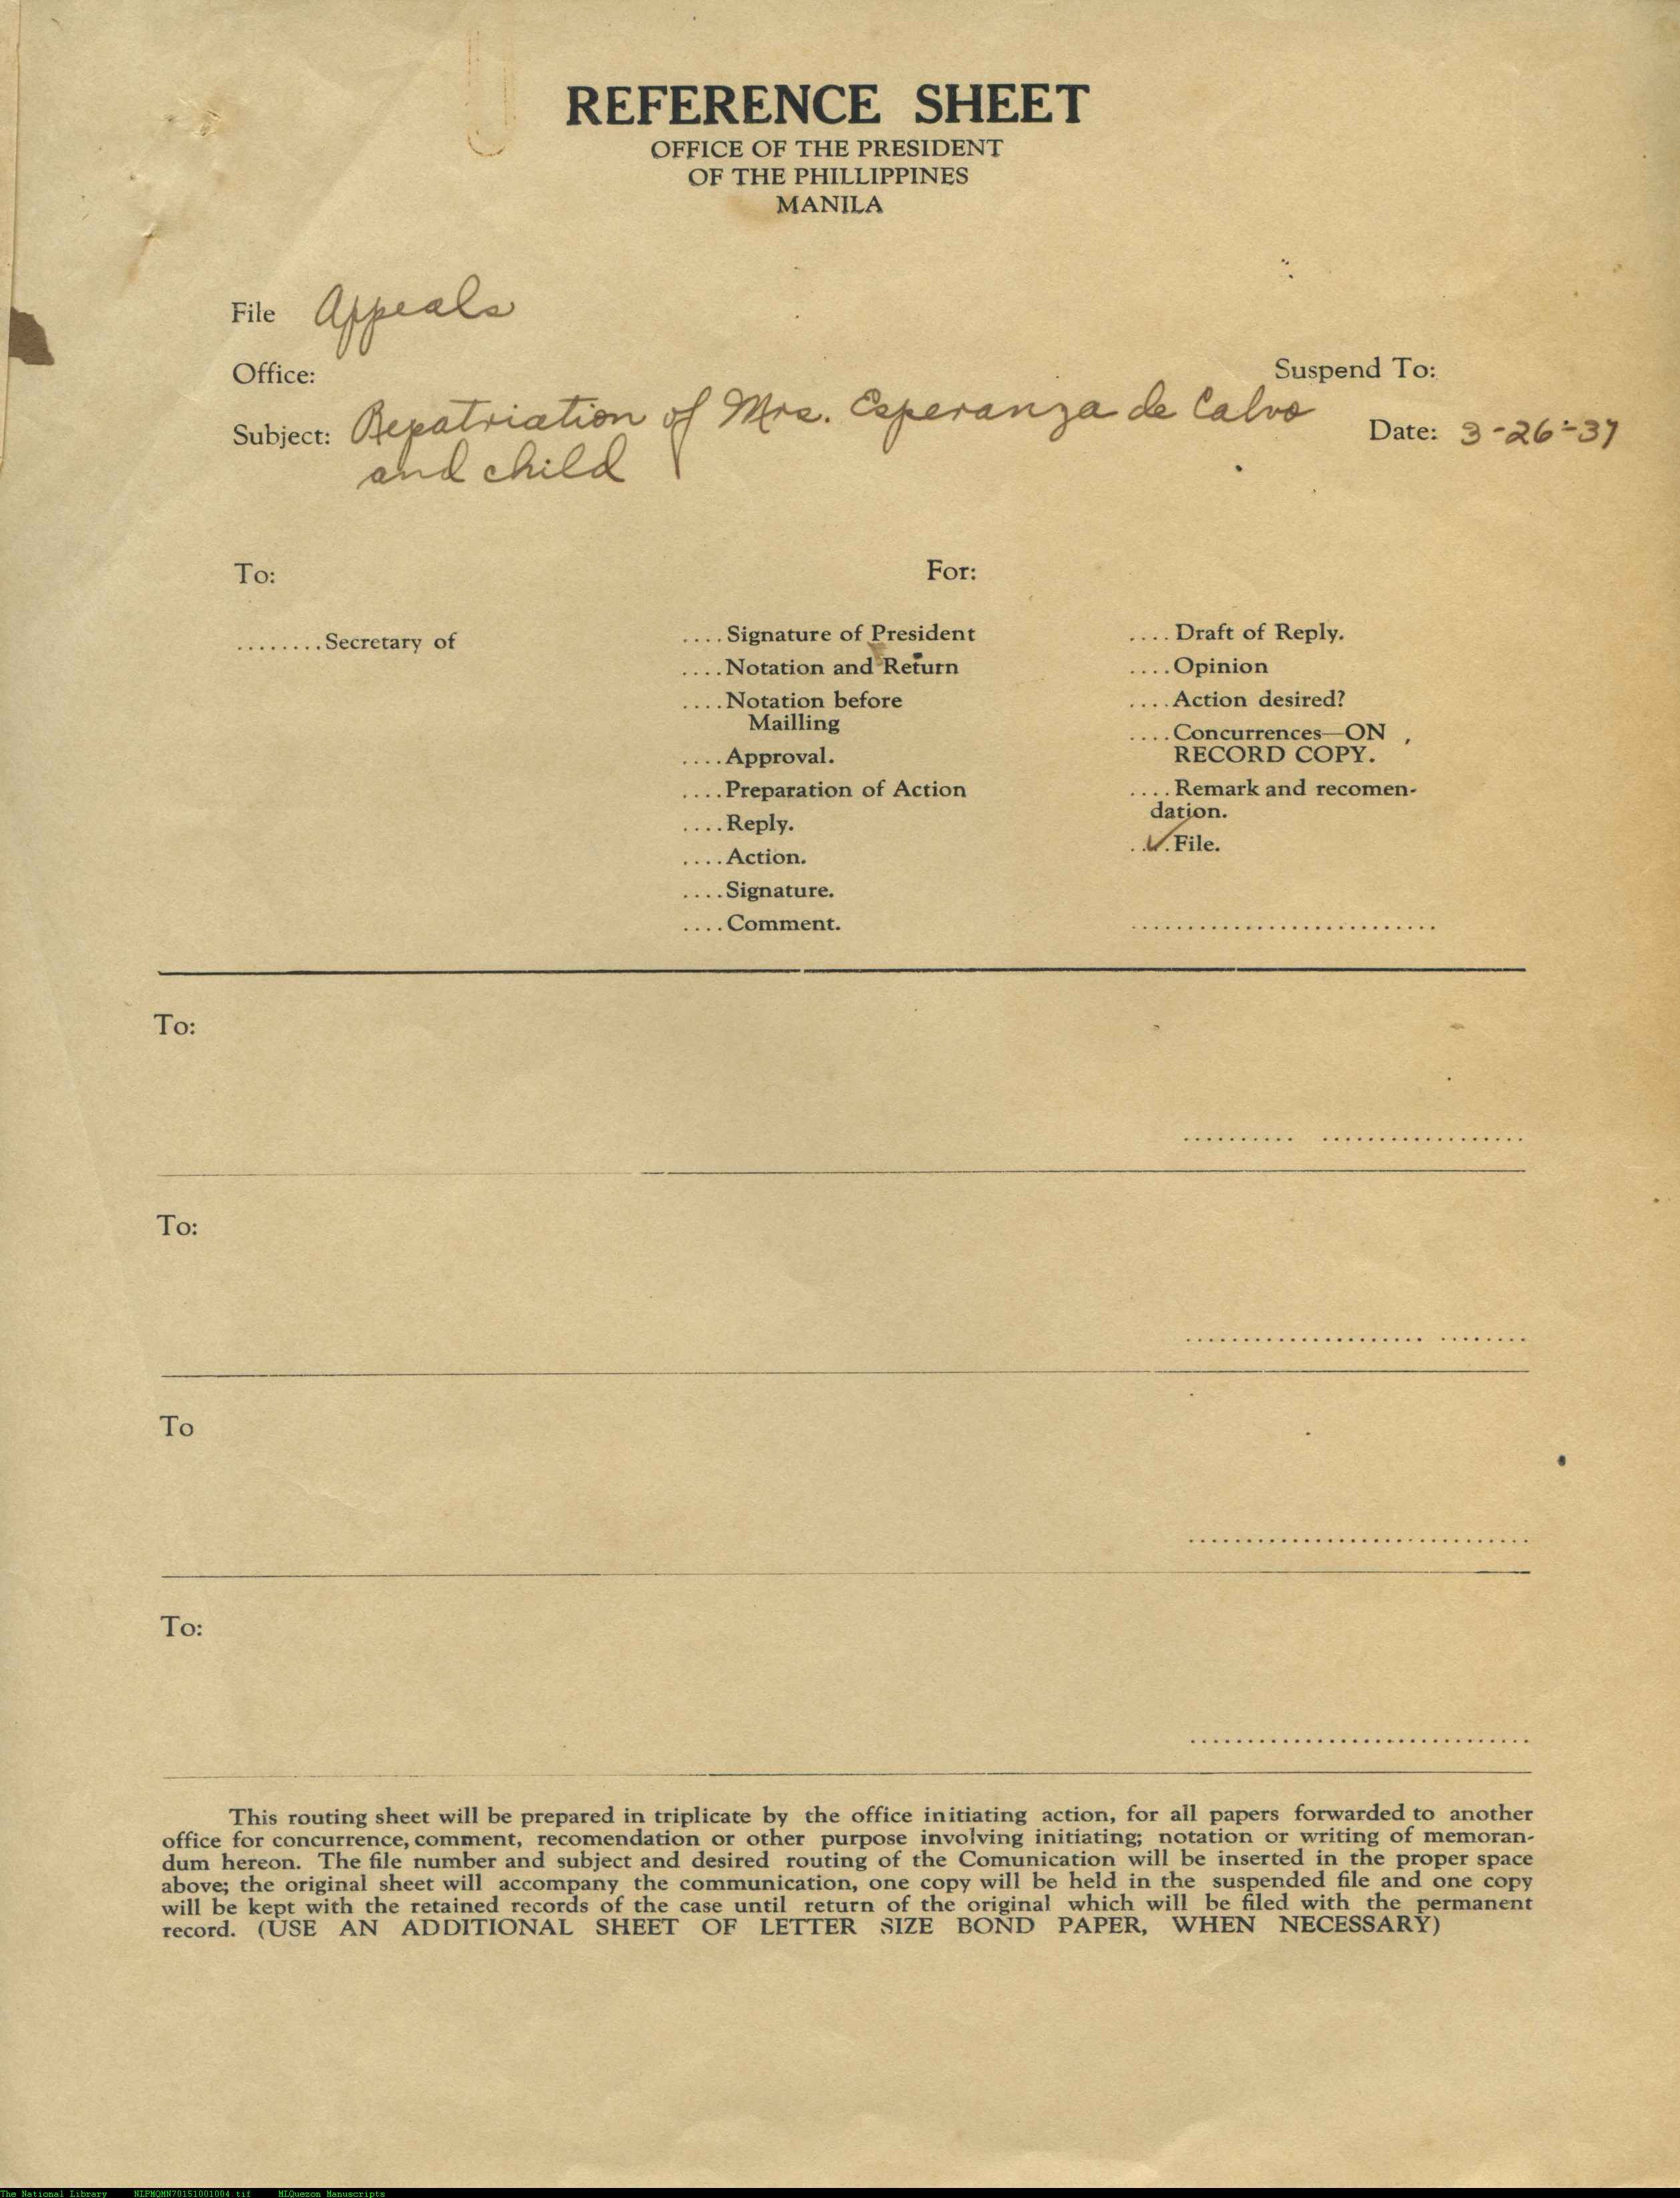 REFERENCE SHEET
OFFICE OF THE PRESIDENT
OF THE PHILLIPPINES
MANILA
File Appeals
Office:
Suspend To:
Subject: Repatriation of Mrs. Esperanza de Calvo
and child
Date: 3-26-37
To:
For:
........Secretary of
....Signature of President
....Notation and Return
....Notation before
Mailling
....Approval.
....Preparation of Action
....Reply.
....Action.
....Signature.
....Comment.
....Draft of Reply.
....Opinion
....Action desired?
....Concurrences—ON ,
RECORD COPY.
....Remark and recomen-
dation.
..✓.File.
To:
To:
To
To:
This routing sheet will be prepared in triplicate by the office initiating action, for all papers forwarded to another
office for concurrence, comment, recomendation or other purpose involving initiating; notation or writing of memoran-
dum hereon. The file number and subject and desired routing of the Comunication will be inserted in the proper space
above; the original sheet will accompany the communication, one copy will be held in the suspended file and one copy
will be kept with the retained records of the case until return of the original which will be filed with the permanent
record. (USE AN ADDITIONAL SHEET OF LETTER SIZE BOND PAPER, WHEN NECESSARY)
The National Library NLPMQMN70151001004.tif MLQuezon Manuscripts